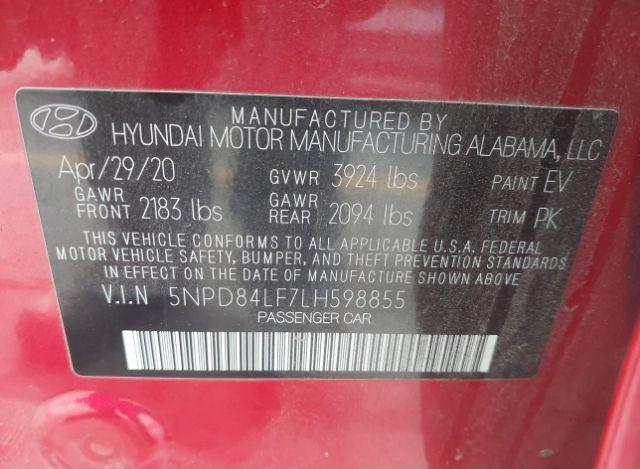 MANUFACTURED BY
HYUNDAI MOTOR MANUFACTURING ALABAMA, LLC
Apr/29/20 GVWR 3924 lbs PAINT EV
GAWR FRONT 2183 lbs GAWR REAR 2094 lbs TRIM PK
THIS VEHICLE CONFORMS TO ALL APPLICABLE U.S.A. FEDERAL
MOTOR VEHICLE SAFETY, BUMPER, AND THEFT PREVENTION STANDARDS
IN EFFECT ON THE DATE OF MANUFACTURE SHOWN ABOVE
V.I.N 5NPD84LF7LH598855
PASSENGER CAR